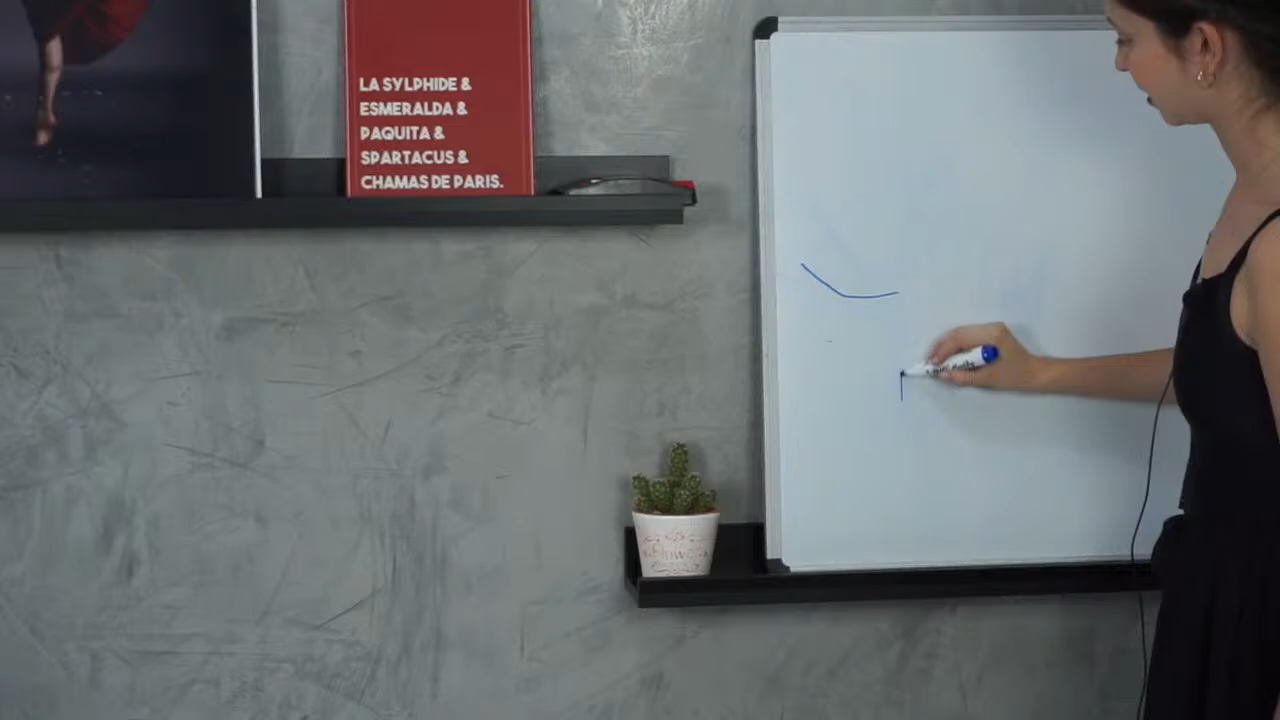 LA SYLPHIDE &
ESMERALDA &
PAQUITA &
SPARTACUS &
CHAMAS DE PARIS.